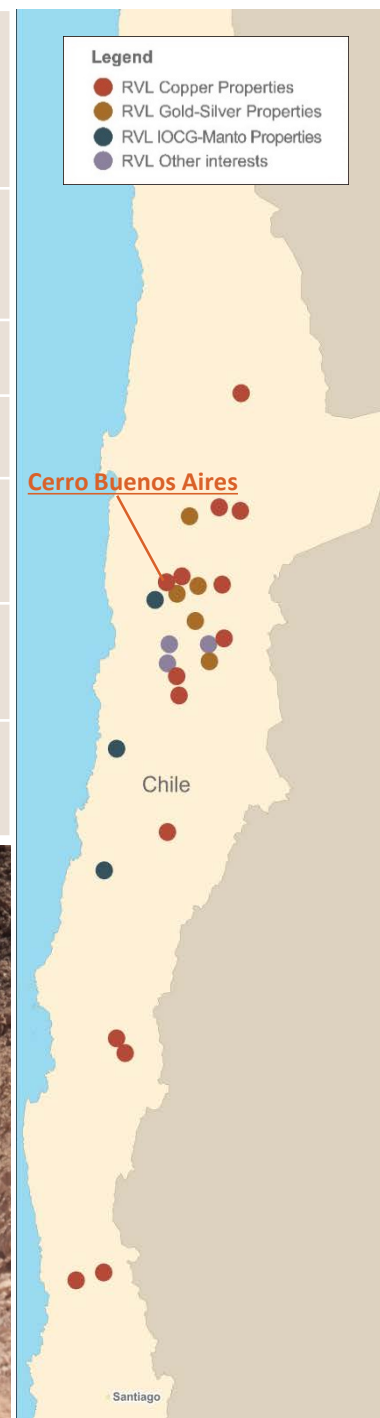 Legend
RVL Copper Properties
RVL Gold-Silver Properties
RVL IOCG-Manto Properties
RVL Other interests
Cerro Buenos Aires
Chile
Santiago